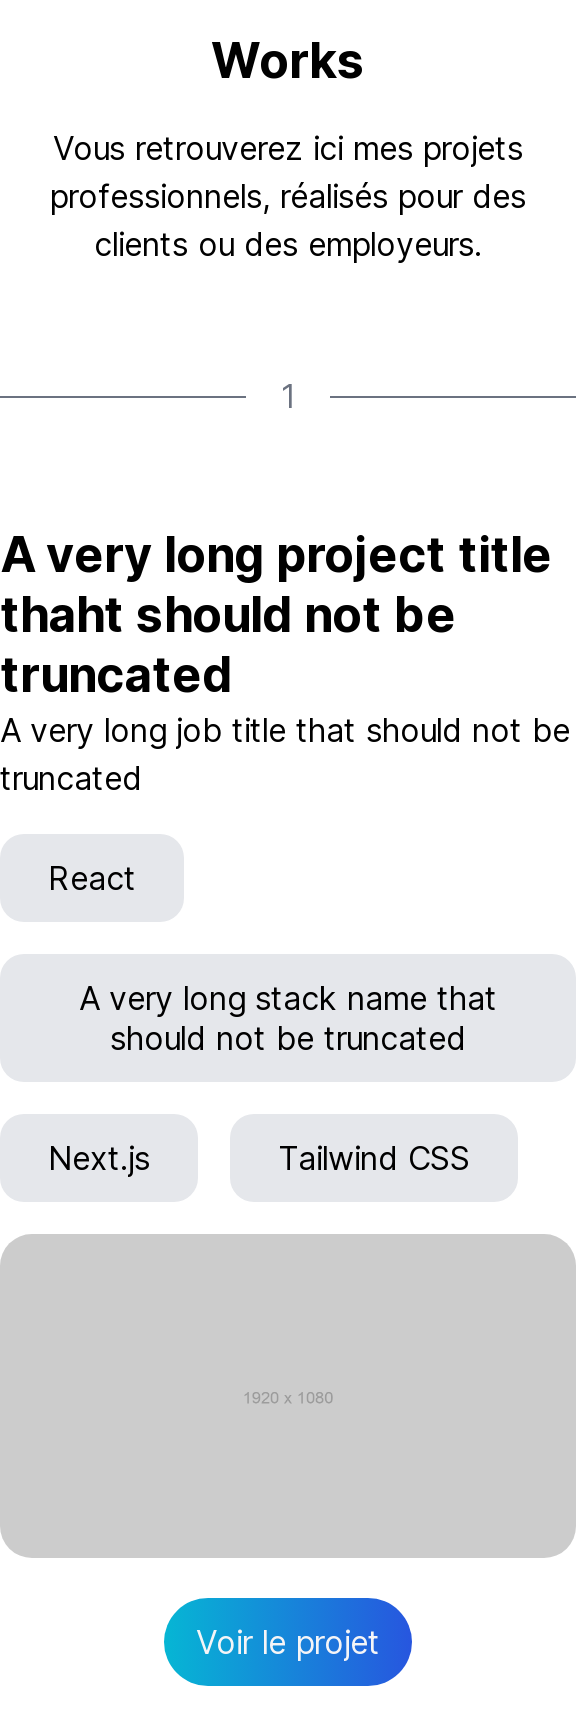 Works
Vous retrouverez ici mes projets
professionnels, réalisés pour des
clients ou des employeurs.
1
A very long project title
thaht should not be
truncated
A very long job title that should not be
truncated
React
A very long stack name that
should not be truncated
Next.js
Tailwind CSS
1920 x 1080
Voir le projet